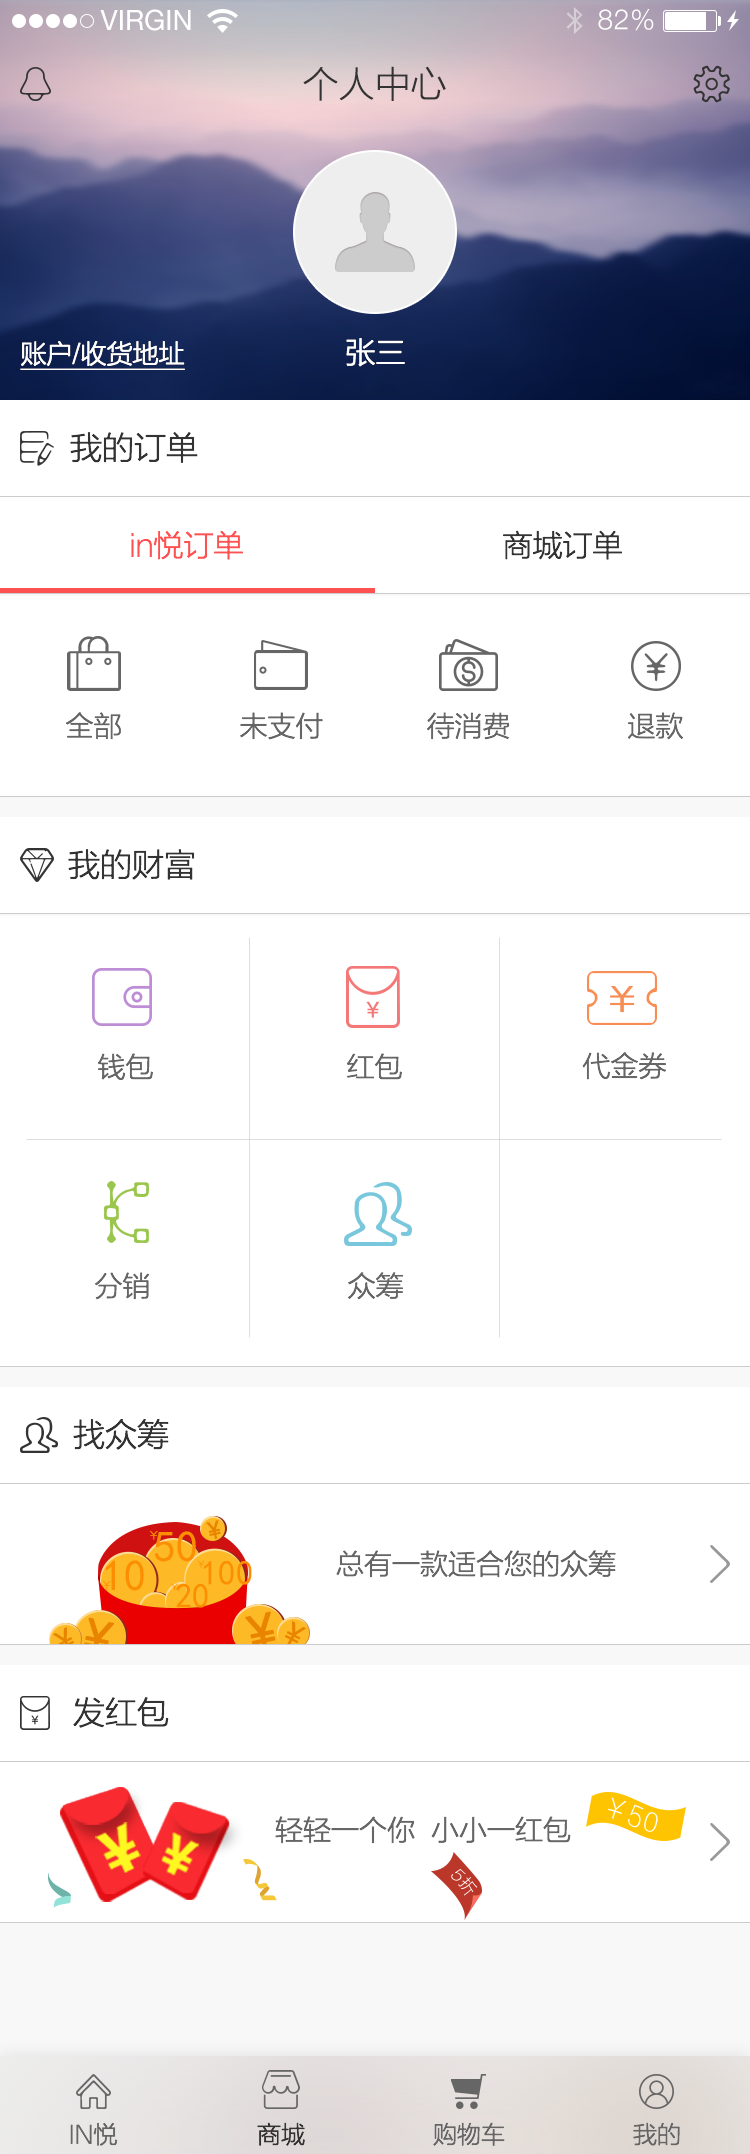 VIRGIN 82%
个人中心
账户/收货地址
张三
我的订单
in悦订单 商城订单
全部 未支付 待消费 退款
我的财富
钱包 红包 代金券
分销 众筹
找众筹
¥50 10 100 20
总有一款适合您的众筹
发红包
轻轻一个你 小小一红包 ¥50
5折
IN悦 商城 购物车 我的